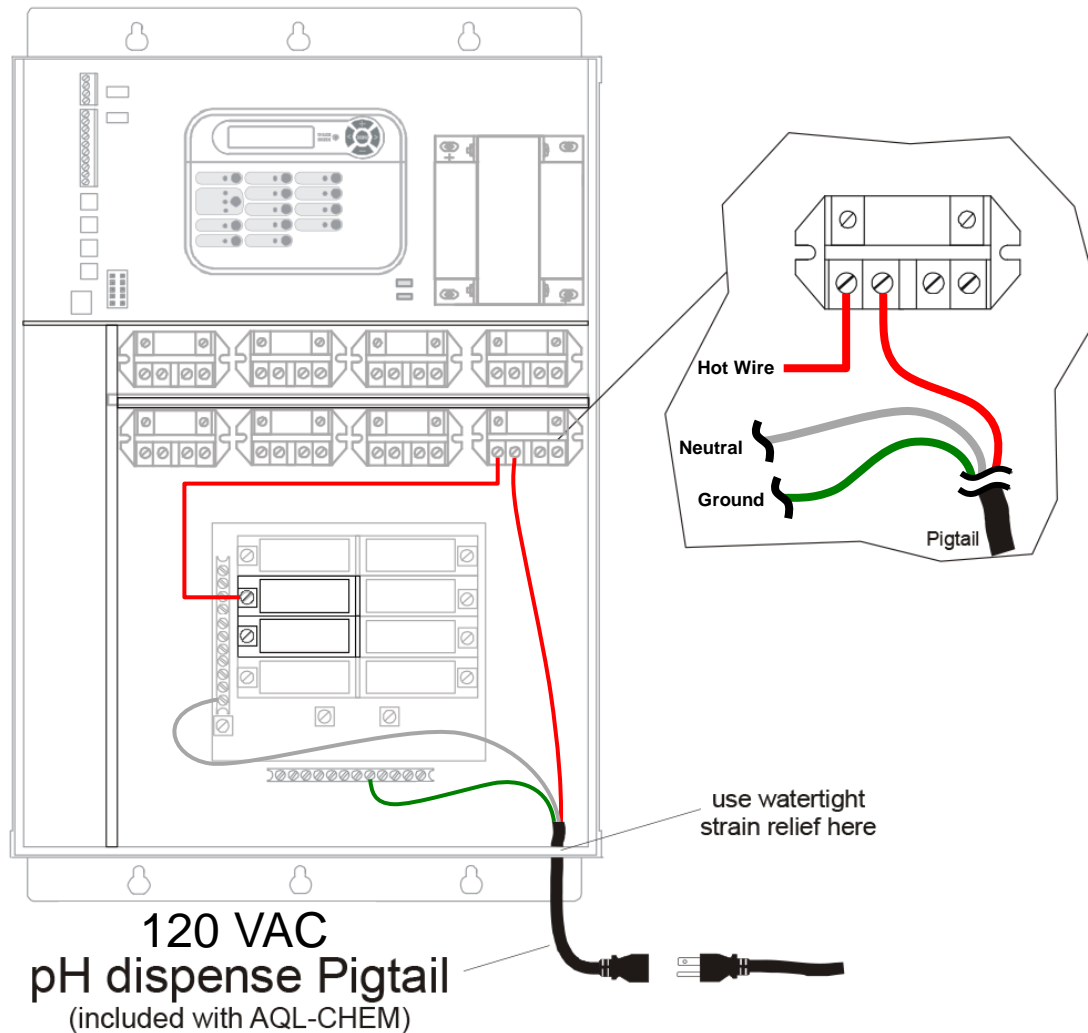 Hot Wire
Neutral
Ground
Pigtail
use watertight
strain relief here
120 VAC
pH dispense Pigtail
(included with AQL-CHEM)